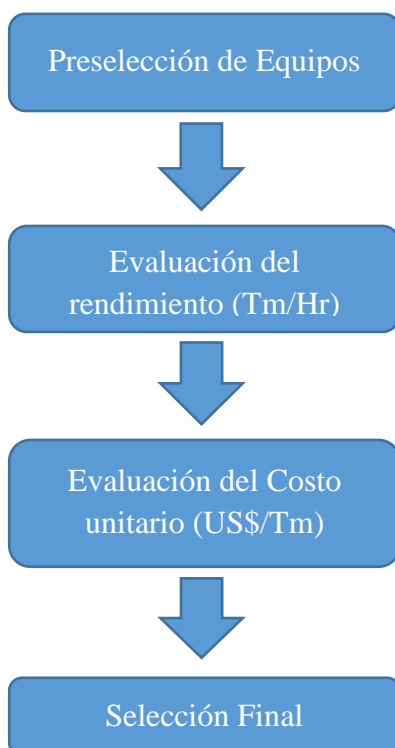 Preselección de Equipos
Evaluación del
rendimiento (Tm/Hr)
Evaluación del Costo
unitario (US$/Tm)
Selección Final